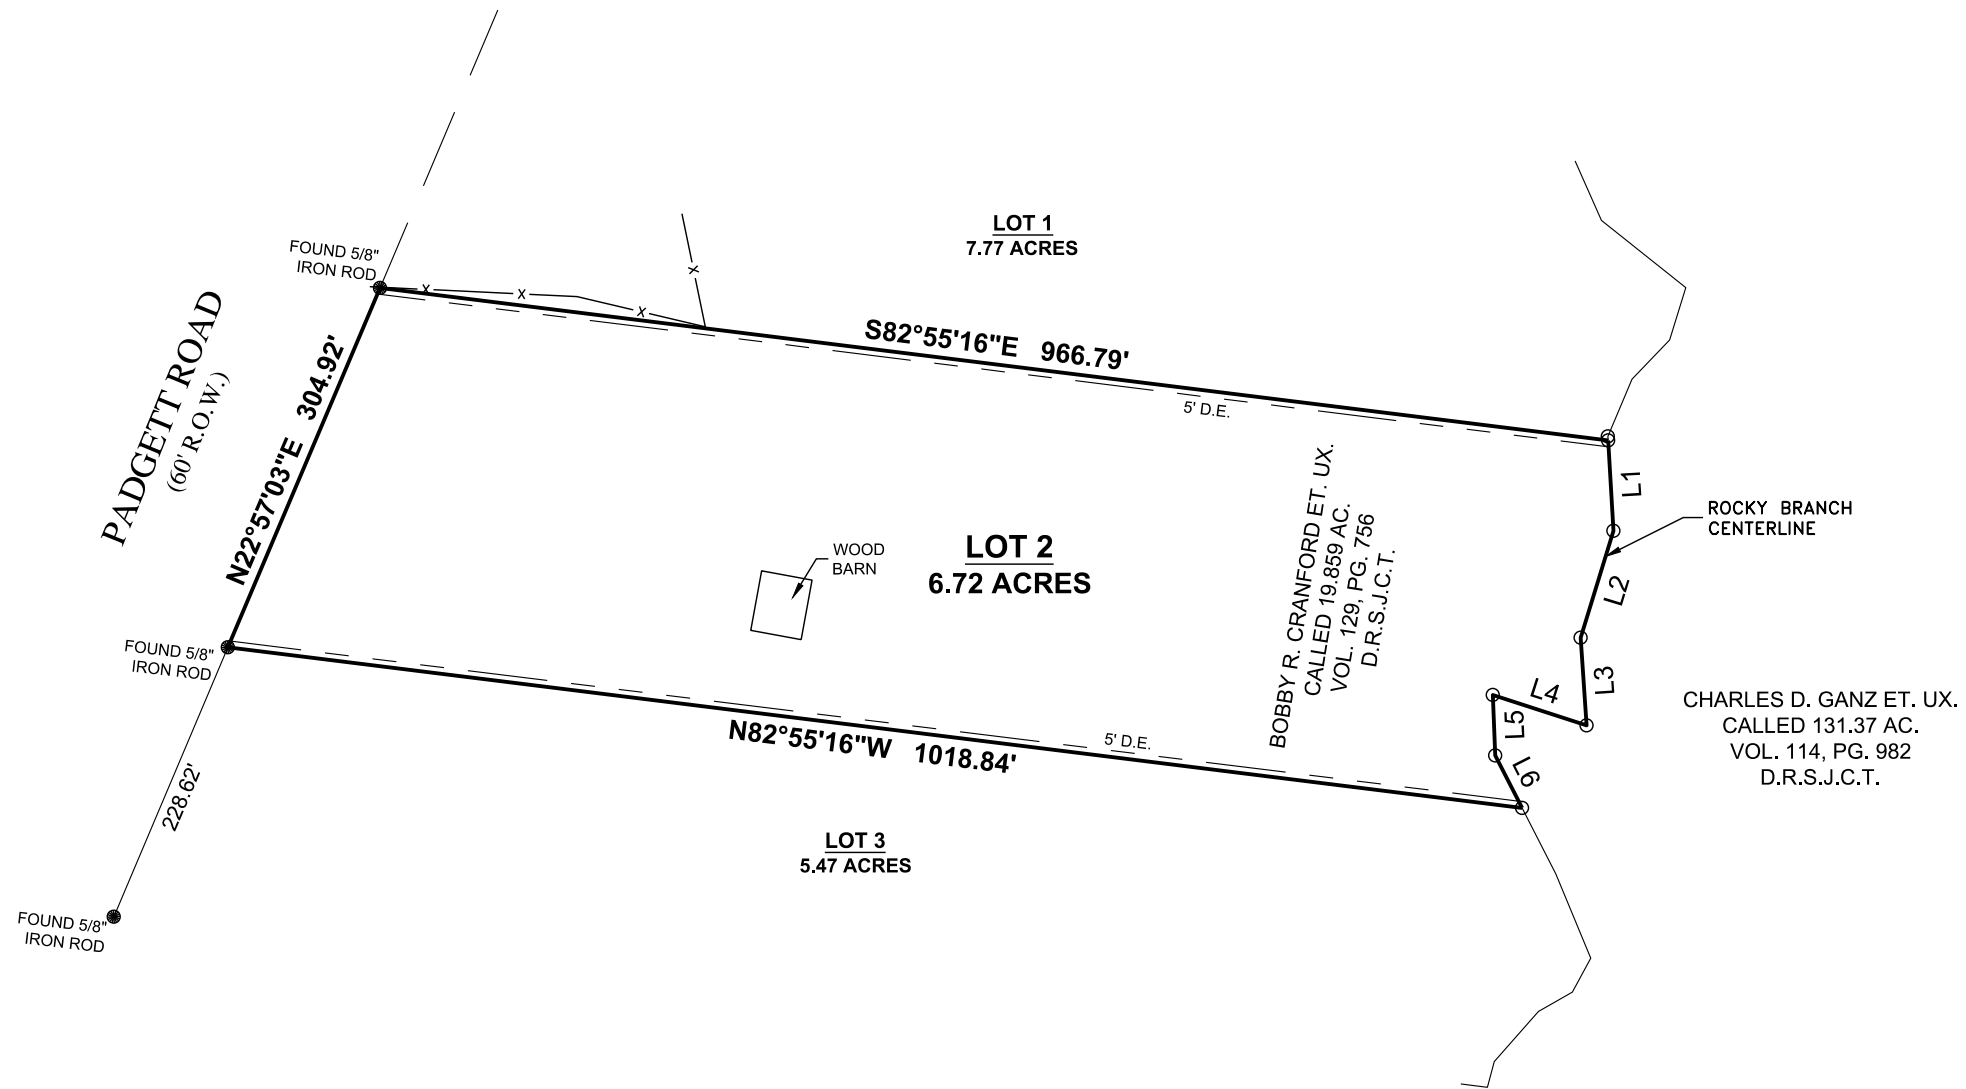 LOT 1
7.77 ACRES
FOUND 5/8"
IRON ROD
x
x
x
x
PADGETT ROAD
(60' R.O.W.)
N22°57'03"E 304.92'
S82°55'16"E 966.79'
5' D.E.
L1
ROCKY BRANCH
CENTERLINE
L2
LOT 2
6.72 ACRES
WOOD
BARN
BOBBY R. CRANFORD ET. UX.
CALLED 19.859 AC.
VOL. 129, PG. 756
D.R.S.J.C.T.
FOUND 5/8"
IRON ROD
L3
L4
L5
L6
CHARLES D. GANZ ET. UX.
CALLED 131.37 AC.
VOL. 114, PG. 982
D.R.S.J.C.T.
N82°55'16"W 1018.84'
5' D.E.
228.62'
LOT 3
5.47 ACRES
FOUND 5/8"
IRON ROD